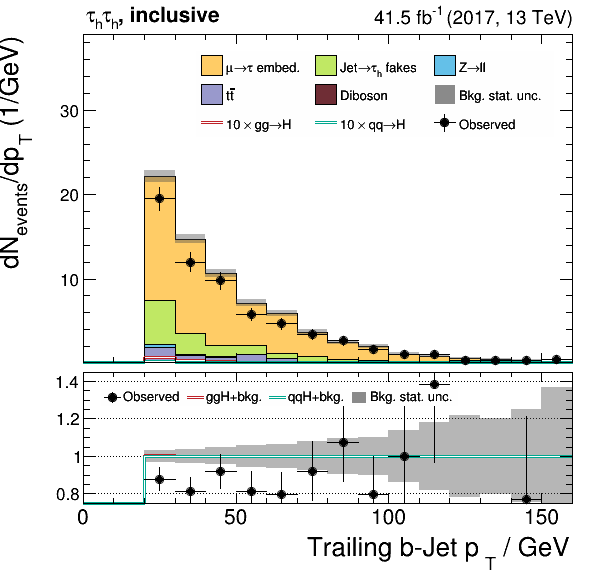 τhτh, inclusive
41.5 fb-1 (2017, 13 TeV)
dNevents/dpT (1/GeV)
μ→τ embed.
Jet→τh fakes
Z→ll
tt̄
Diboson
Bkg. stat. unc.
10 × gg→H
10 × qq→H
Observed
30
20
10
Observed
ggH+bkg.
qqH+bkg.
Bkg. stat. unc.
1.4
1.2
1
0.8
0
50
100
150
Trailing b-Jet pT / GeV